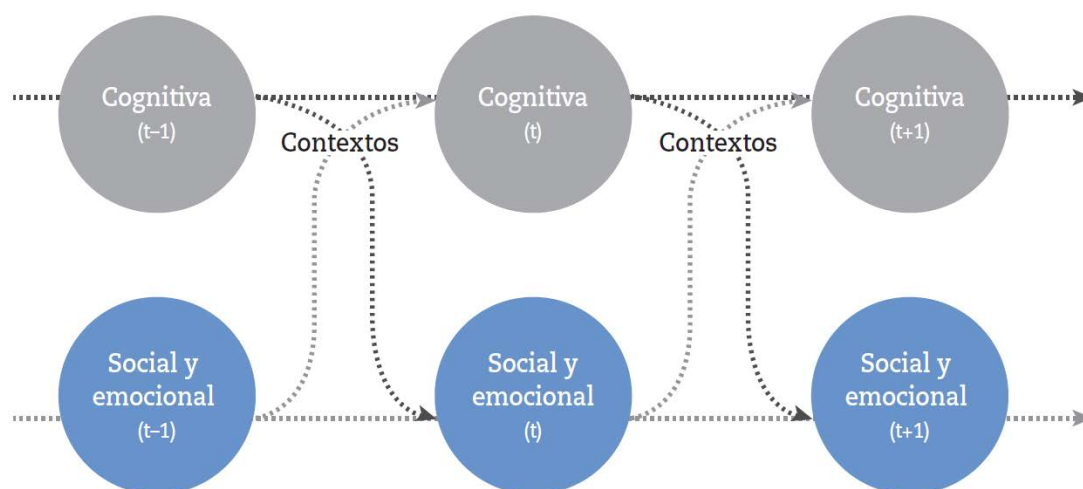 Cognitiva
(t–1)
Cognitiva
(t)
Cognitiva
(t+1)
Contextos
Contextos
Social y
emocional
(t–1)
Social y
emocional
(t)
Social y
emocional
(t+1)